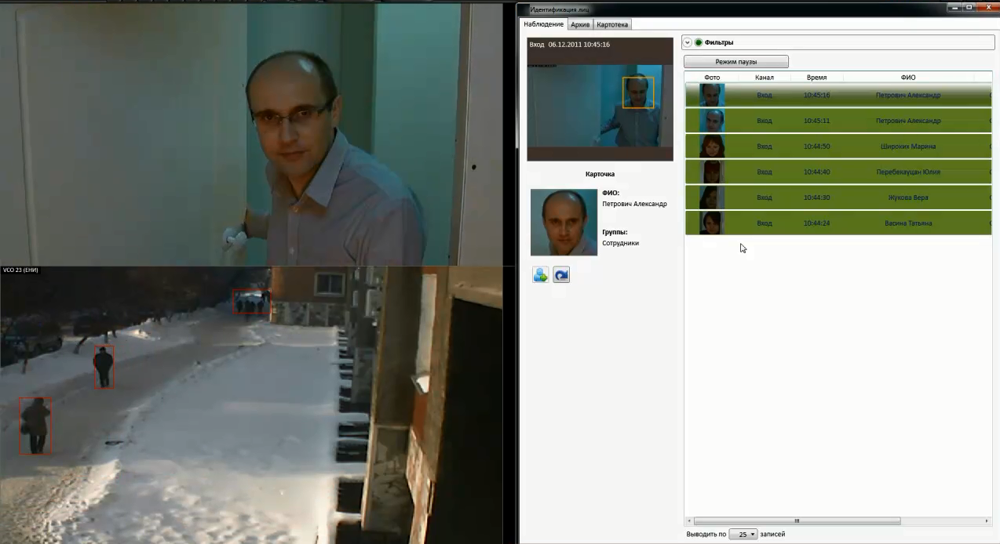 Идентификация лиц
Наблюдение Архив Картотека
Вход 06.12.2011 10:45:16
Фильтры
Режим паузы
Фото Канал Время ФИО
Вход 10:45:16 Петрович Александр
Вход 10:45:11 Петрович Александр
Вход 10:44:50 Широких Марина
Вход 10:44:40 Перебекауцан Юлия
Вход 10:44:30 Жукова Вера
Вход 10:44:24 Васина Татьяна
Карточка
ФИО:
Петрович Александр
Группы:
Сотрудники
VCO 23 (ЕНИ)
Выводить по 25 записей